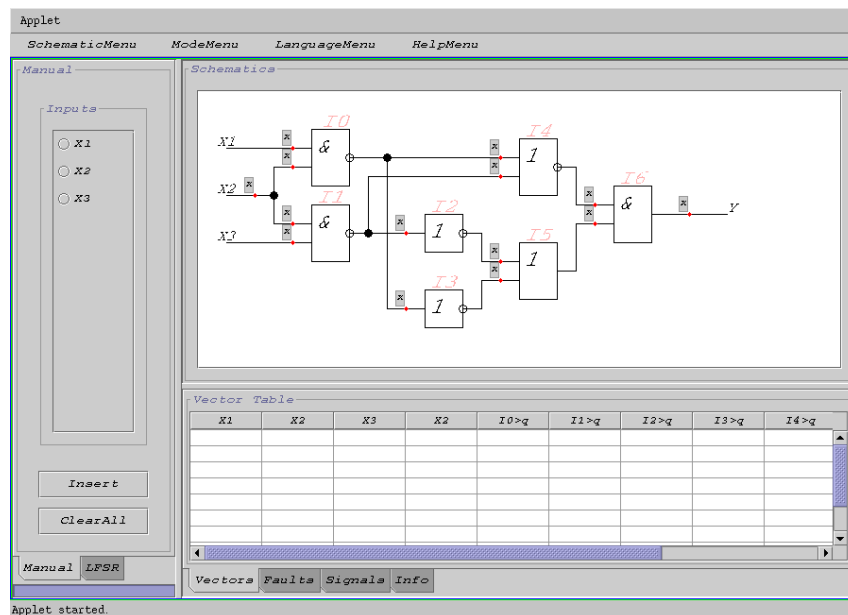 Applet
SchematicMenu ModeMenu LanguageMenu HelpMenu
Manual
Inputs
X1
X2
X3
Insert
ClearAll
Manual LFSR
Schematics
I0 I4
X1 x & x 1
x x
X2 x I1 I6
x & I2 x & x Y
X3 x x 1 I5 x
x 1
x
I3
x 1
Vector Table
X1 X2 X3 X2 I0>q I1>q I2>q I3>q I4>q
Vectors Faults Signals Info
Applet started.